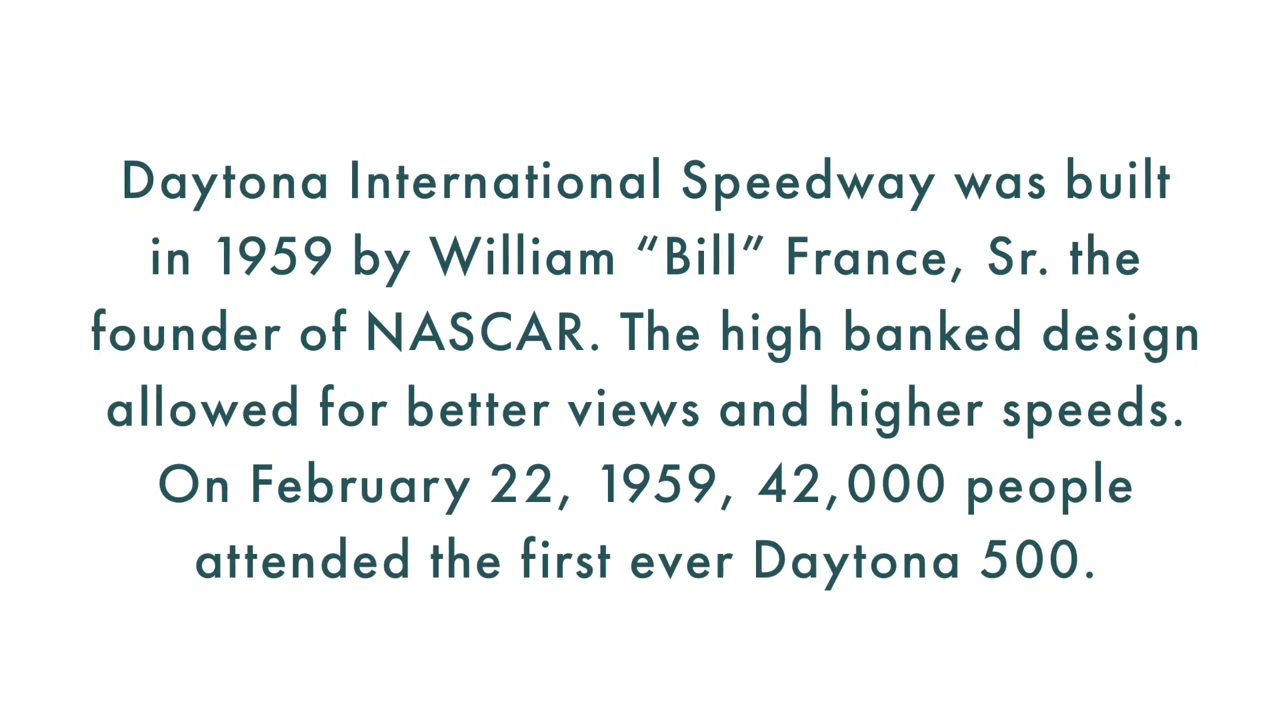 Daytona International Speedway was built
in 1959 by William “Bill” France, Sr. the
founder of NASCAR. The high banked design
allowed for better views and higher speeds.
On February 22, 1959, 42,000 people
attended the first ever Daytona 500.